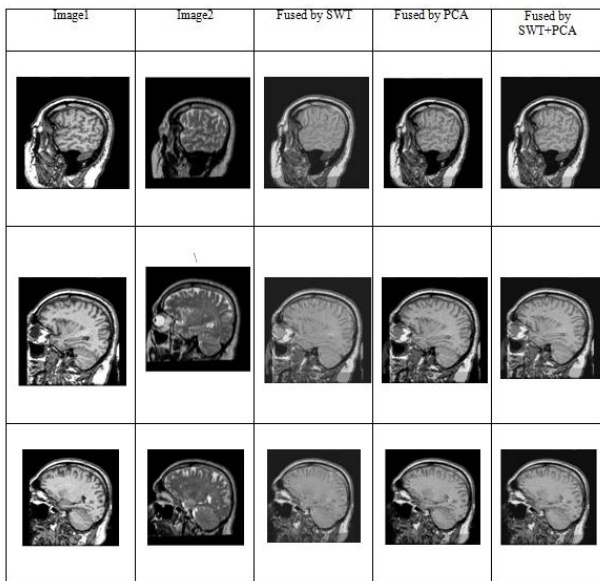 Image1
Image2
Fused by SWT
Fused by PCA
Fused by
SWT+PCA